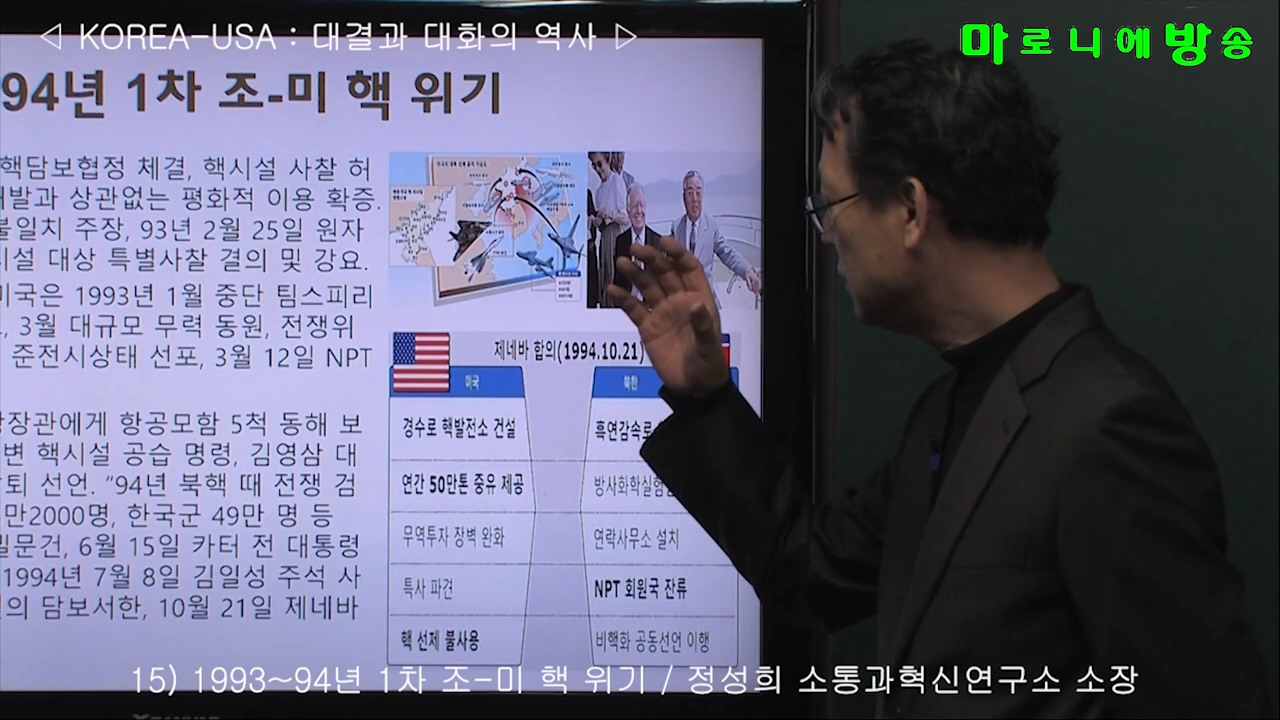 ◁ KOREA-USA : 대결과 대화의 역사 ▷
마로니에방송
94년 1차 조-미 핵 위기
핵담보협정 체결, 핵시설 사찰 허
발과 상관없는 평화적 이용 확증.
불일치 주장, 93년 2월 25일 원자
설 대상 특별사찰 결의 및 강요.
미국은 1993년 1월 중단 팀스피리
3월 대규모 무력 동원, 전쟁위
준전시상태 선포, 3월 12일 NPT
장관에게 항공모함 5척 동해 보
변 핵시설 공습 명령, 김영삼 대
퇴 선언. "94년 북핵 때 전쟁 검
만2000명, 한국군 49만 명 등
밀문건, 6월 15일 카터 전 대통령
1994년 7월 8일 김일성 주석 사
의 담보서한, 10월 21일 제네바
제네바 합의(1994.10.21)
미국 북한
경수로 핵발전소 건설 흑연감속로
연간 50만톤 중유 제공 방사화학실험
무역투자 장벽 완화 연락사무소 설치
특사 파견 NPT 회원국 잔류
핵 선제 불사용 비핵화 공동선언 이행
15) 1993~94년 1차 조-미 핵 위기 / 정성희 소통과혁신연구소 소장